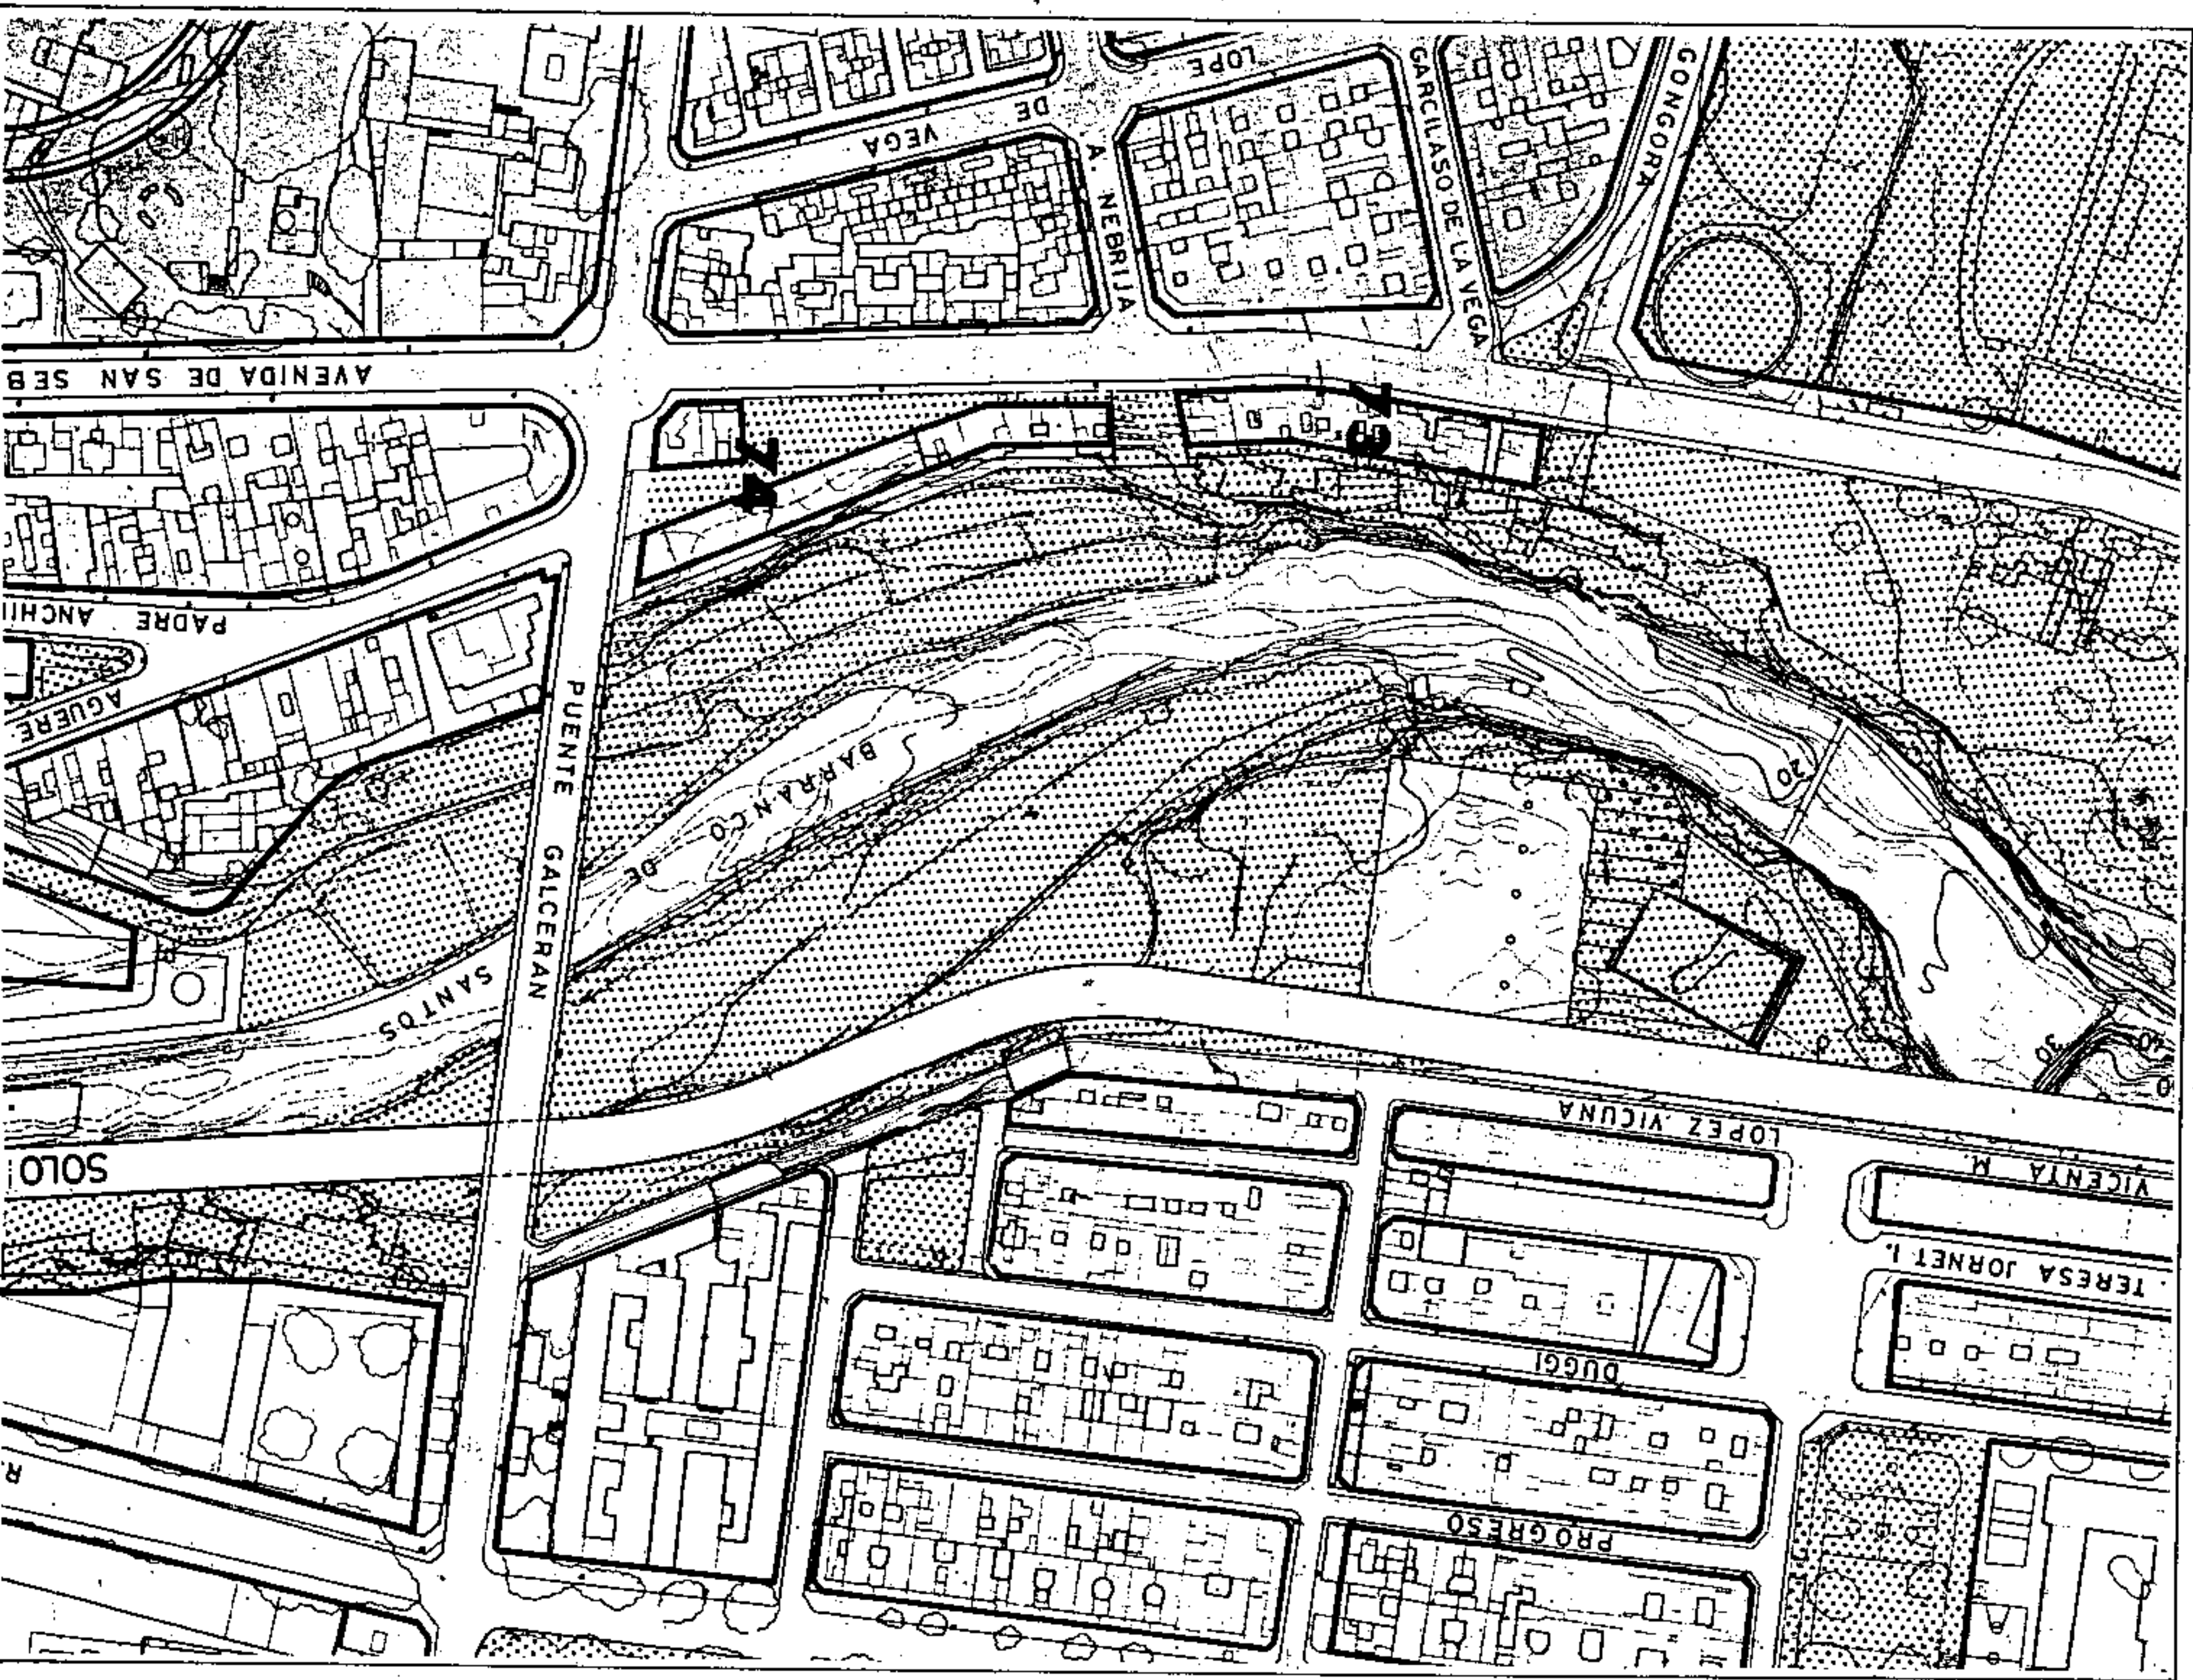 LOPE
DE
VEGA
GARCILASO DE LA VEGA
GONGORA
A. NEBRIJA
AVENIDA DE SAN SEB
PADRE ANCHI
AGUERE
PUENTE GALCERAN
BARRANCO
DE
SANTOS
20
30
40
SOLO
LOPEZ VICUNA
VICENTA M.
TERESA JORNET I.
DUGGI
PROGRESO
R